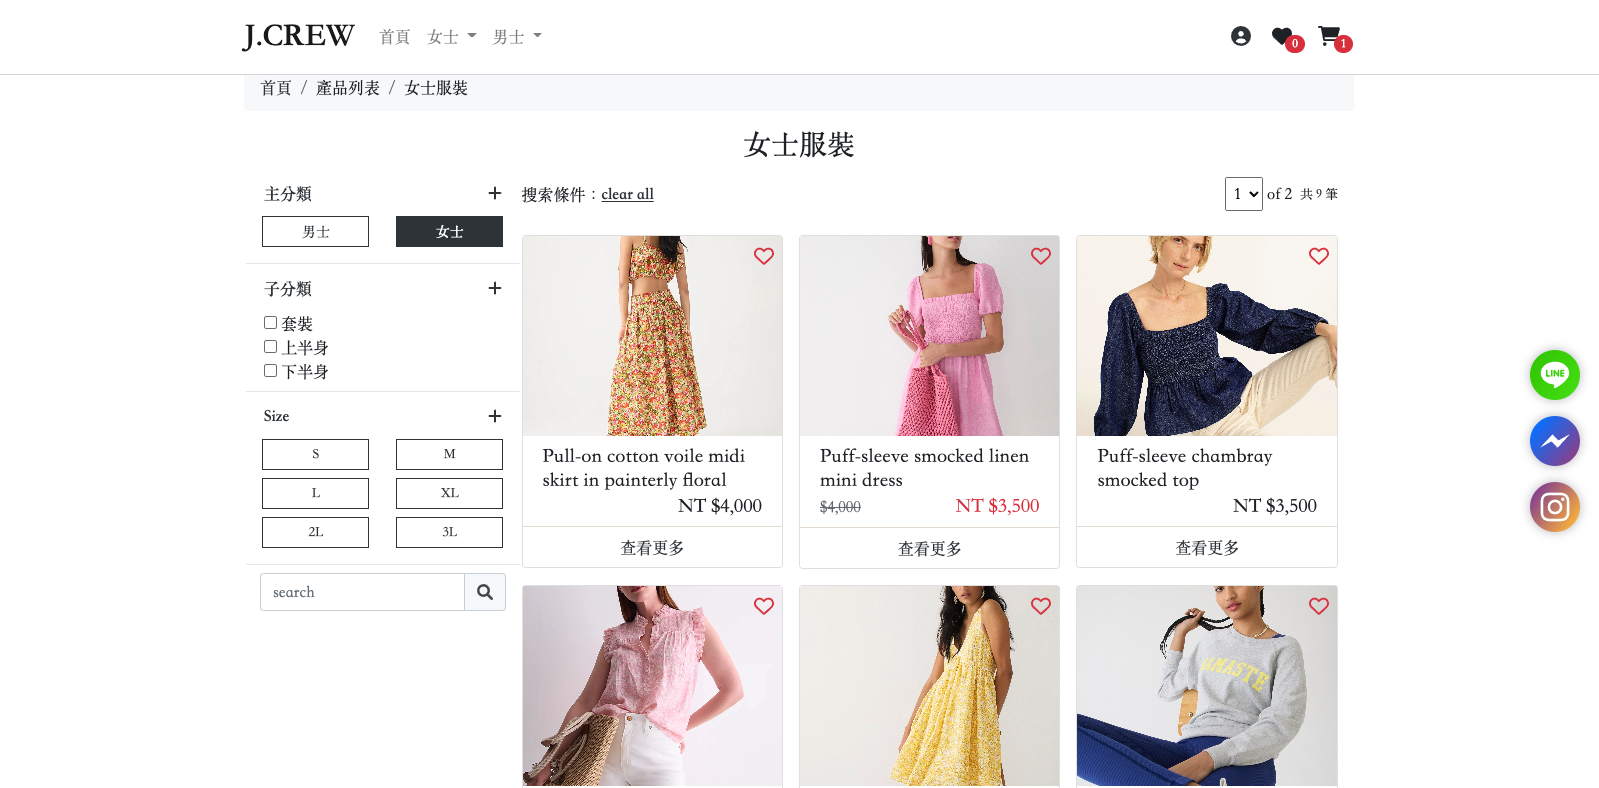 J.CREW 首頁 女士 男士 0 1
首頁 / 產品列表 / 女士服裝
女士服裝
主分類
男士 女士
子分類
套裝
上半身
下半身
Size
S M
L XL
2L 3L
search
搜索條件：clear all
1 of 2 共 9 筆
Pull-on cotton voile midi
skirt in painterly floral
NT $4,000
查看更多
Puff-sleeve smocked linen
mini dress
$4,000 NT $3,500
查看更多
Puff-sleeve chambray
smocked top
NT $3,500
查看更多
NAMASTE
LINE